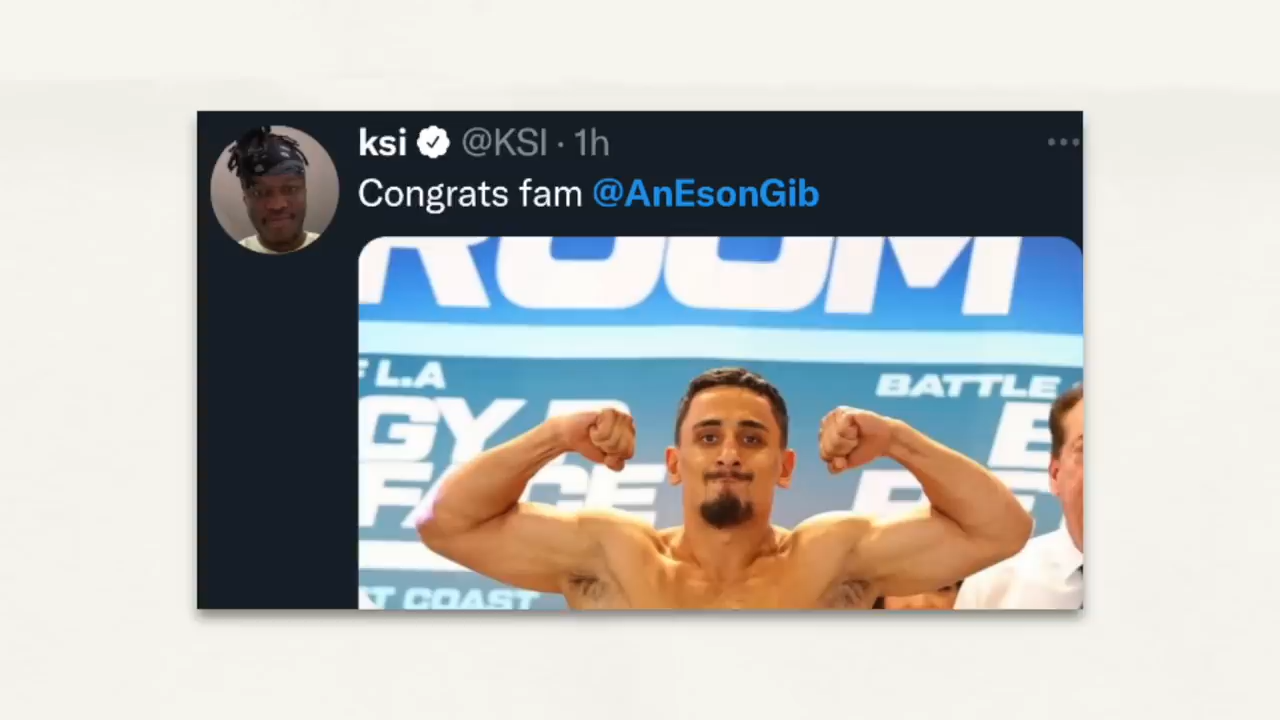 ksi @KSI · 1h
Congrats fam @AnEsonGib
ROOM
F L.A
BATTLE
GY
FACE
T COAST